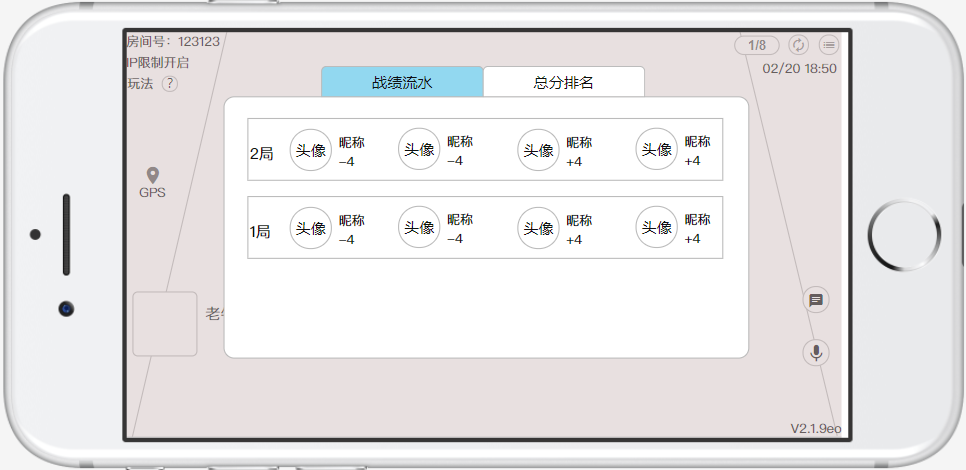 房间号：123123
1/8
IP限制开启
02/20 18:50
玩法 ?
战绩流水 总分排名
2局 头像 昵称 头像 昵称 头像 昵称 头像 昵称
−4 −4 +4 +4
GPS
1局 头像 昵称 头像 昵称 头像 昵称 头像 昵称
−4 −4 +4 +4
老
V2.1.9eo